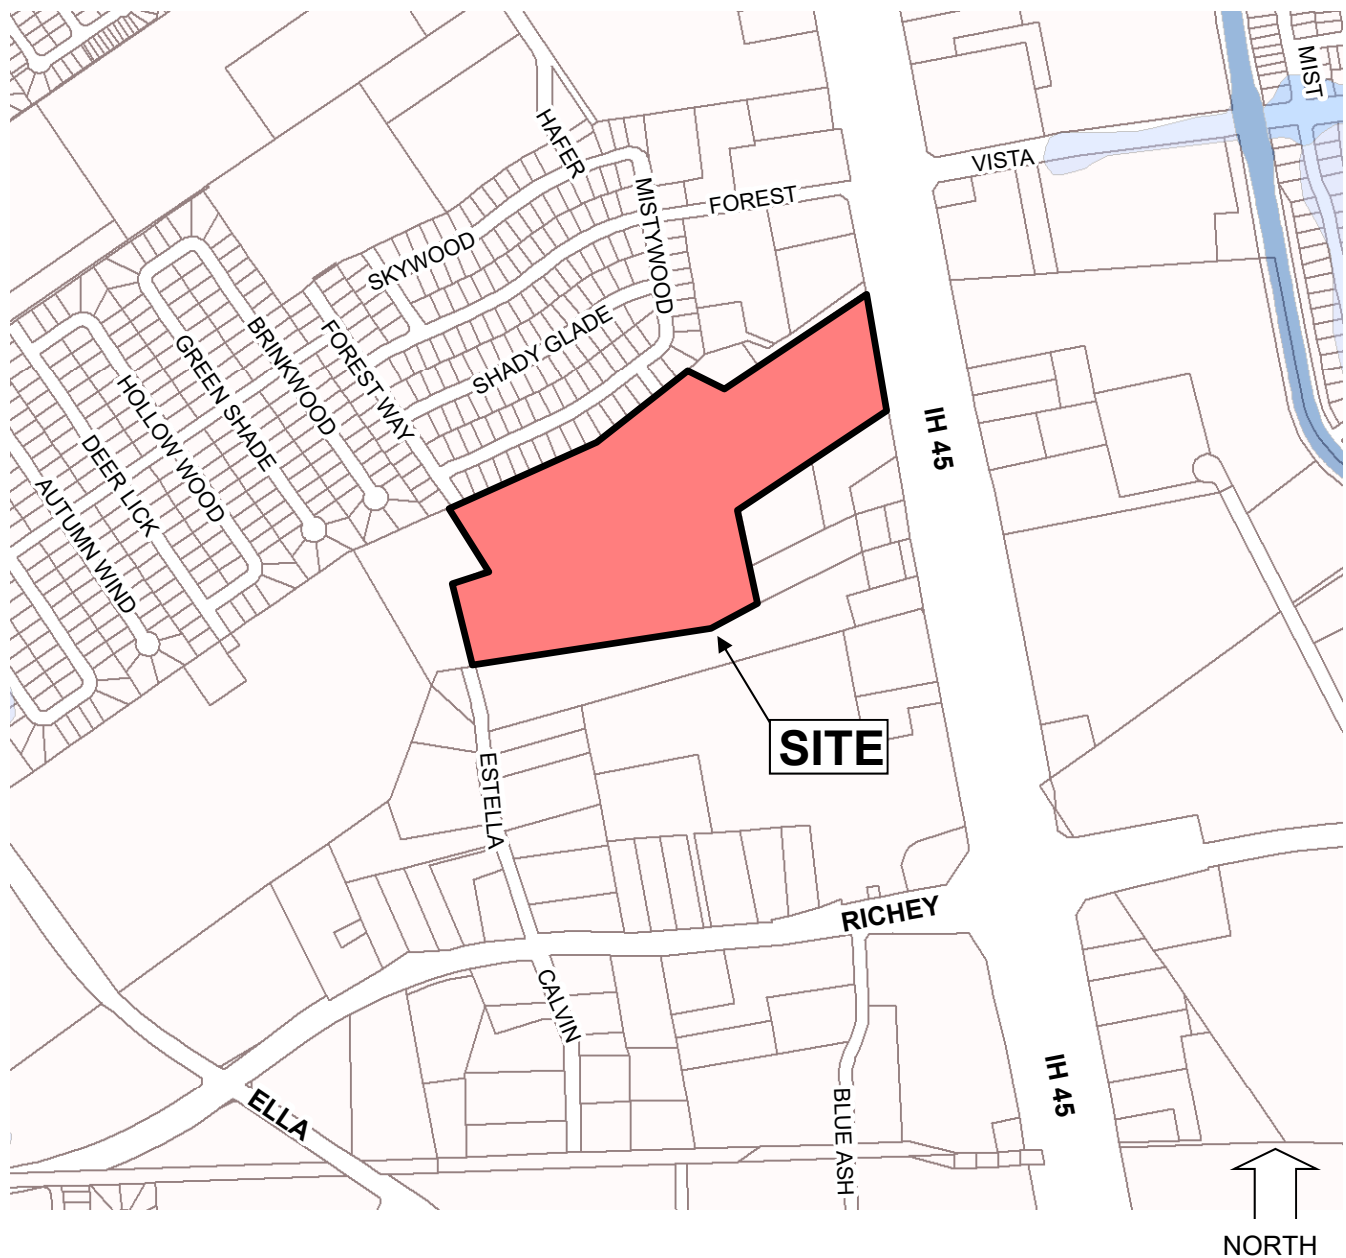 MIST
HAFER
VISTA
MISTYWOOD
FOREST
SKYWOOD
SHADY GLADE
BRINKWOOD
FOREST WAY
GREEN SHADE
HOLLOW WOOD
DEER LICK
AUTUMN WIND
IH 45
SITE
ESTELLA
RICHEY
CALVIN
IH 45
ELLA
BLUE ASH
NORTH